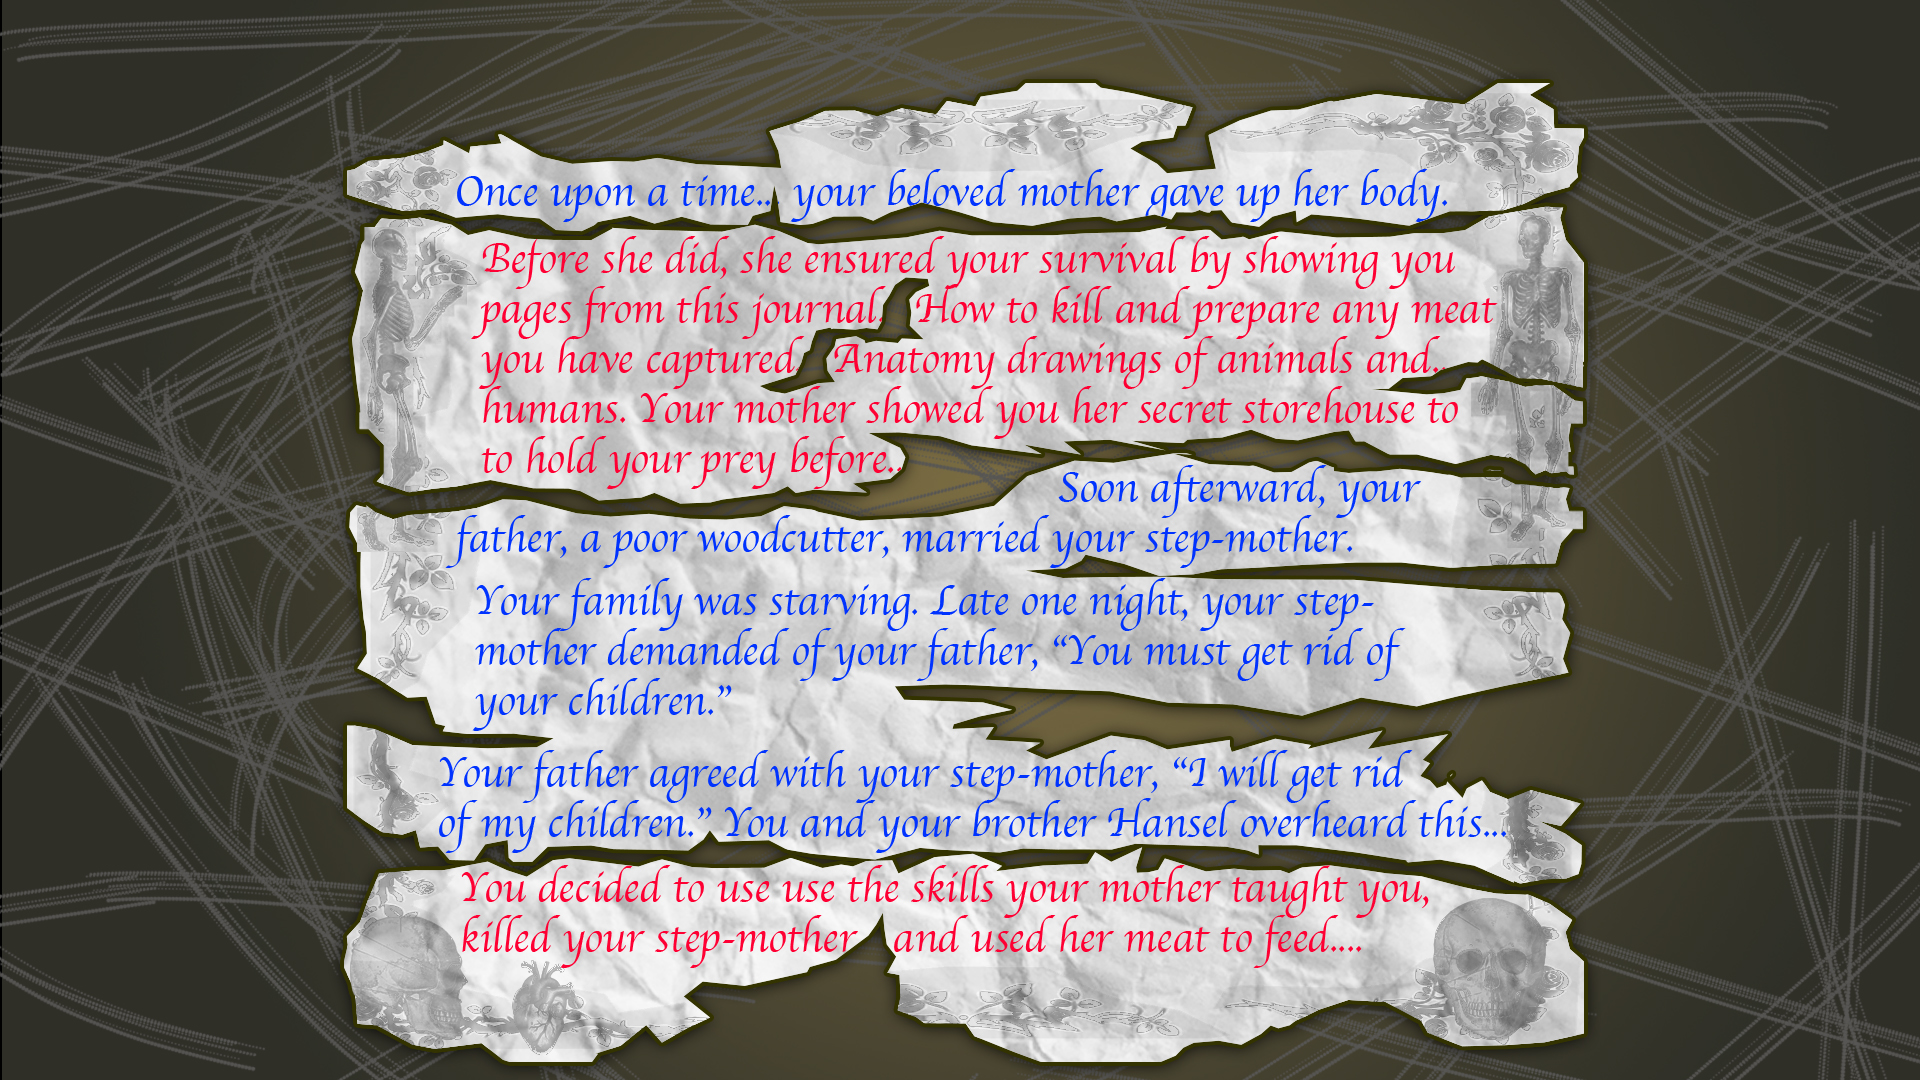 Once upon a time... your beloved mother gave up her body.
Before she did, she ensured your survival by showing you
pages from this journal. How to kill and prepare any meat
you have captured. Anatomy drawings of animals and..
humans. Your mother showed you her secret storehouse to
to hold your prey before..
Soon afterward, your
father, a poor woodcutter, married your step-mother.
Your family was starving. Late one night, your step-
mother demanded of your father, “You must get rid of
your children.”
Your father agreed with your step-mother, “I will get rid
of my children.” You and your brother Hansel overheard this...
You decided to use use the skills your mother taught you,
killed your step-mother and used her meat to feed....